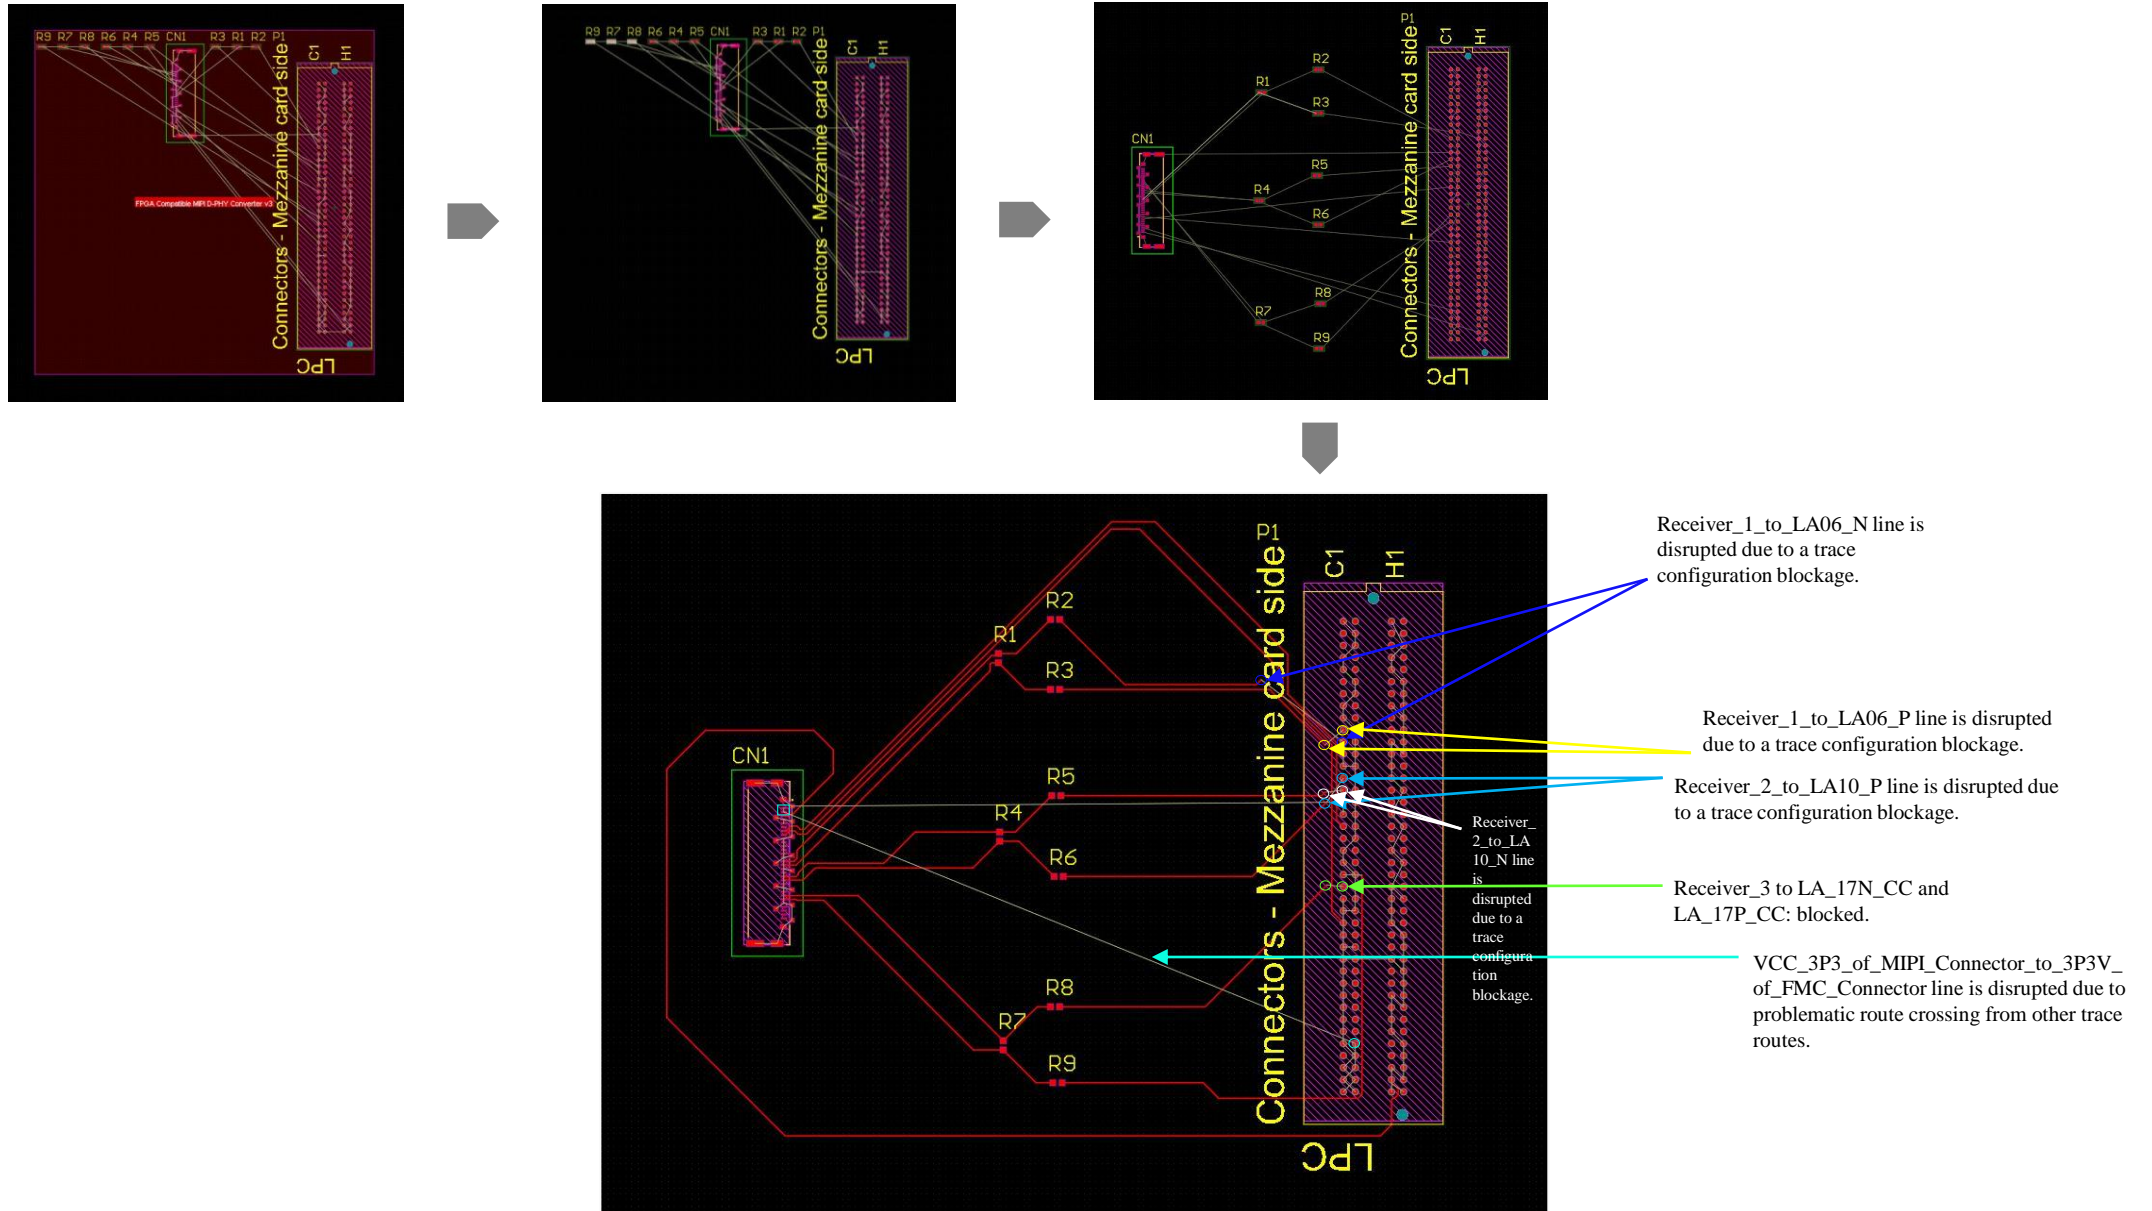 R9 R7 R8 R6 R4 R5 CN1 R3 R1 R2 P1
C1
H1
Connectors - Mezzanine card side
FPGA Compatible MIPI D-PHY Converter v3
LPC
R9 R7 R8 R6 R4 R5 CN1 R3 R1 R2 P1
C1
H1
Connectors - Mezzanine card side
LPC
P1
C1
H1
R2
R1
R3
CN1
R5
R4
R6
R8
R7
R9
Connectors - Mezzanine card side
LPC
P1
C1
H1
R2
R1
R3
CN1
R5
R4
R6
R8
R7
R9
Connectors - Mezzanine card side
LPC
Receiver_1_to_LA06_N line is
disrupted due to a trace
configuration blockage.
Receiver_1_to_LA06_P line is disrupted
due to a trace configuration blockage.
Receiver_2_to_LA10_P line is disrupted due
to a trace configuration blockage.
Receiver_
2_to_LA
10_N line
is
disrupted
due to a
trace
configura
tion
blockage.
Receiver_3 to LA_17N_CC and
LA_17P_CC: blocked.
VCC_3P3_of_MIPI_Connector_to_3P3V_
of_FMC_Connector line is disrupted due to
problematic route crossing from other trace
routes.